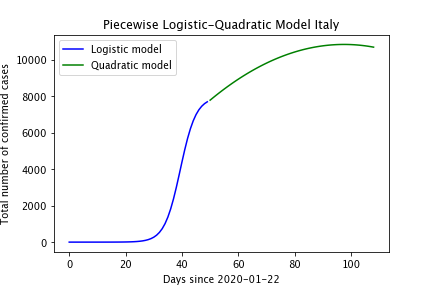 Piecewise Logistic-Quadratic Model Italy
Logistic model
Quadratic model
Total number of confirmed cases
10000
8000
6000
4000
2000
0
0 20 40 60 80 100
Days since 2020-01-22